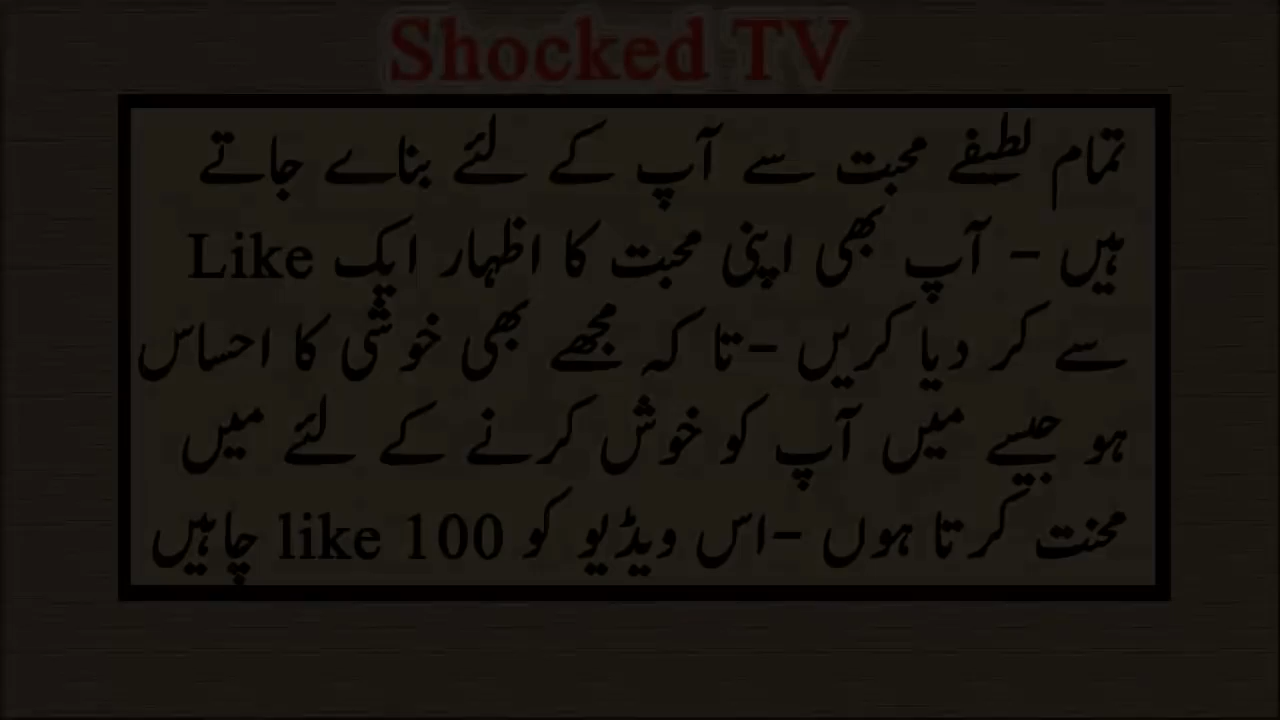 Shocked TV
تمام لطیفے محبت سے آپ کے لئے بناے جاتے
ہیں - آپ بھی اپنی محبت کا اظہار ایک Like
سے کر دیا کریں -تا کہ مجھے بھی خوشی کا احساس
ہو جیسے میں آپ کو خوش کرنے کے لئے میں
محنت کرتا ہوں -اس ویڈیو کو 100 like چاہیں